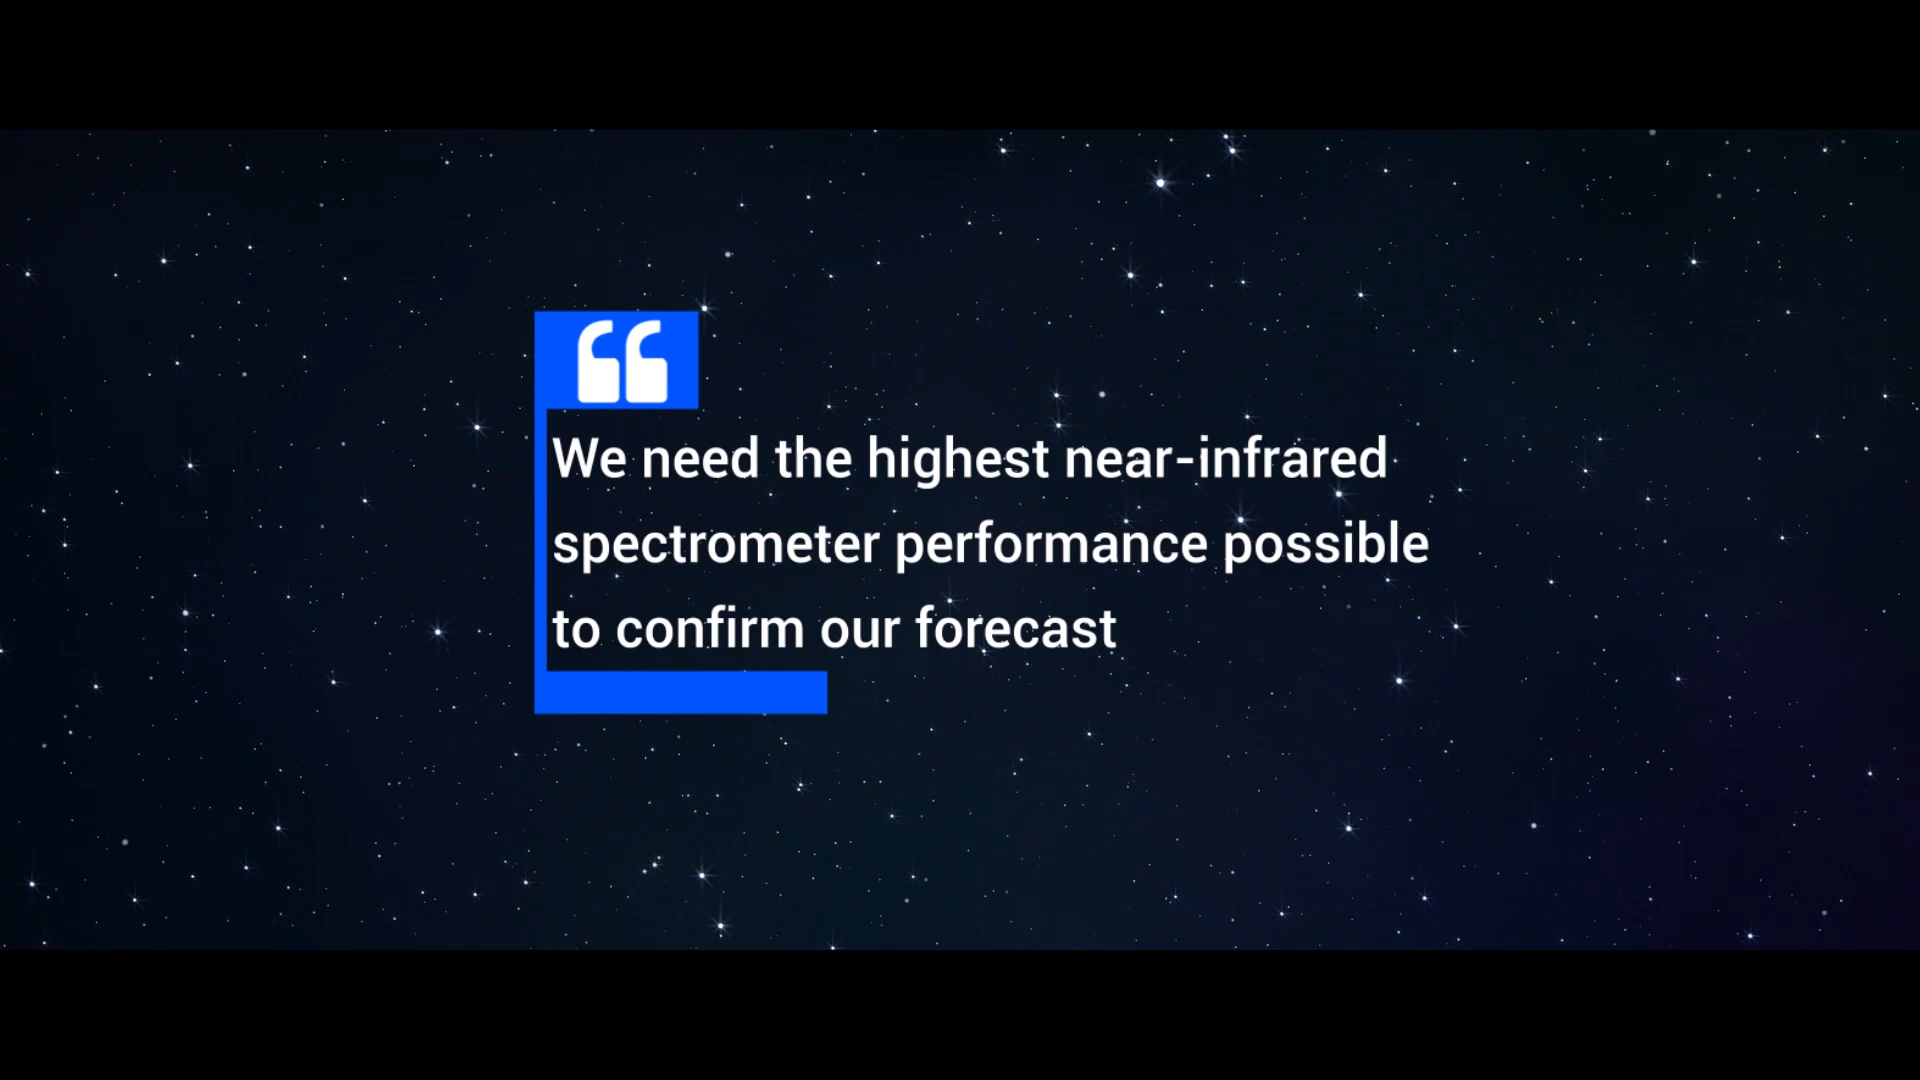 “
We need the highest near-infrared
spectrometer performance possible
to confirm our forecast